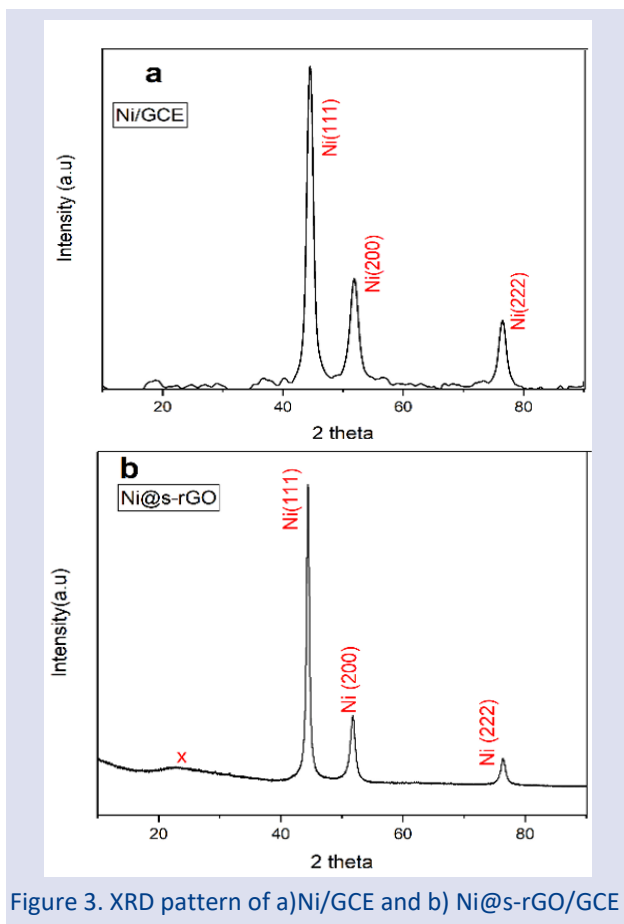 a
Ni/GCE
Ni(111)
Ni(200)
Ni(222)
Intensity (a.u)
20
40
60
80
2 theta
b
Ni@s-rGO
Ni(111)
Ni (200)
Ni (222)
x
Intensity(a.u)
20
40
60
80
2 theta
Figure 3. XRD pattern of a)Ni/GCE and b) Ni@s-rGO/GCE